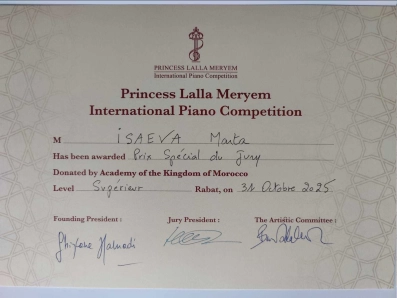 PRINCESS LALLA MERYEM
International Piano Competition
Princess Lalla Meryem
International Piano Competition
M ISAEVA Marta
Has been awarded Prix Spécial du Jury
Donated by Academy of the Kingdom of Morocco
Level Supérieur Rabat, on 31 Octobre 2025
Founding President : Jury President : The Artistic Committee :